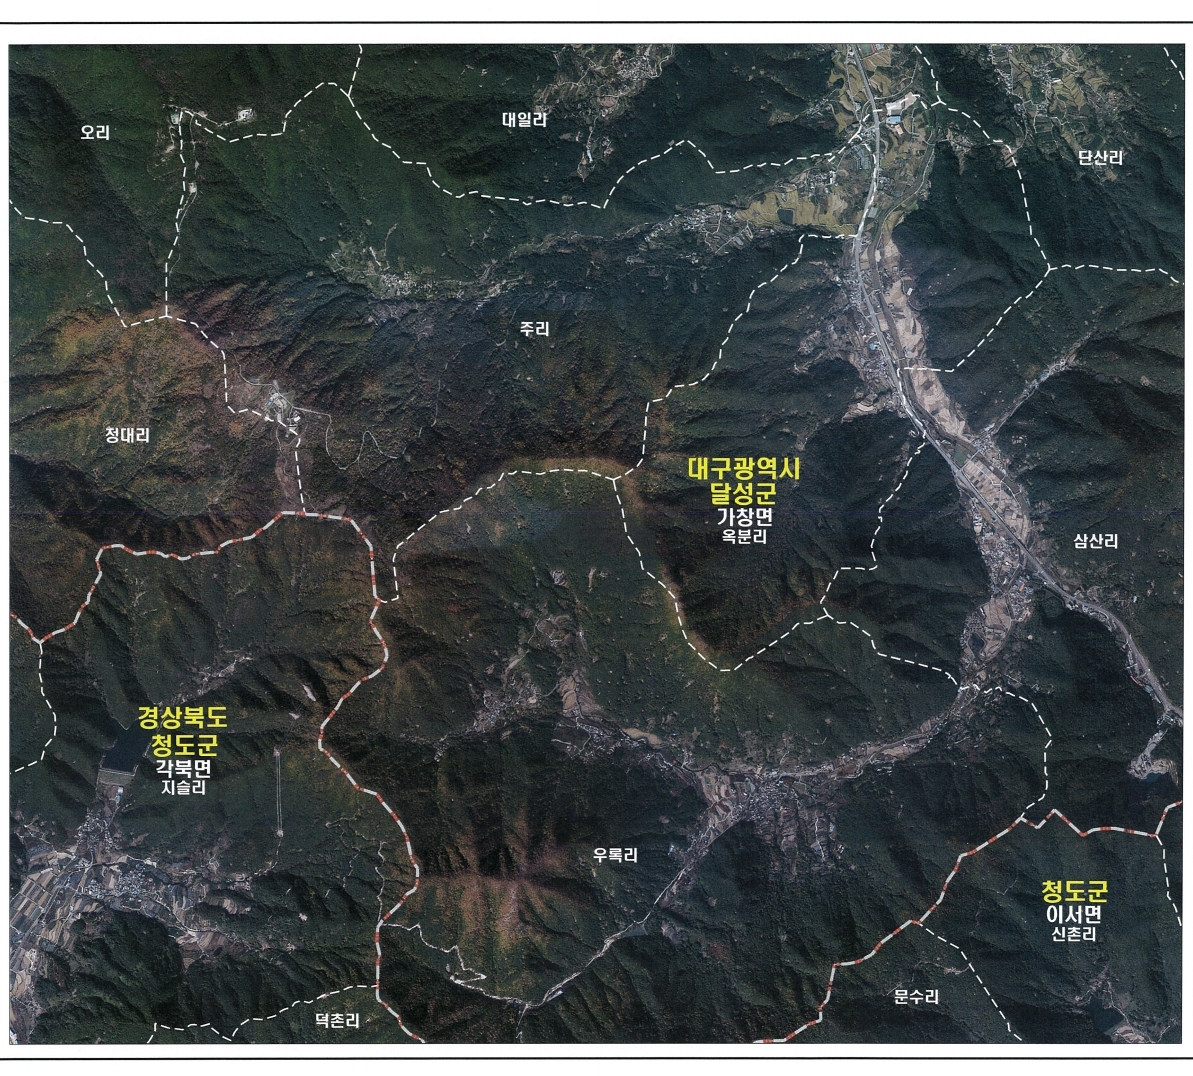 오리
대일리
단산리
주리
정대리
대구광역시
달성군
가창면
옥분리
삼산리
경상북도
청도군
각북면
지슬리
우록리
청도군
이서면
신촌리
문수리
덕촌리